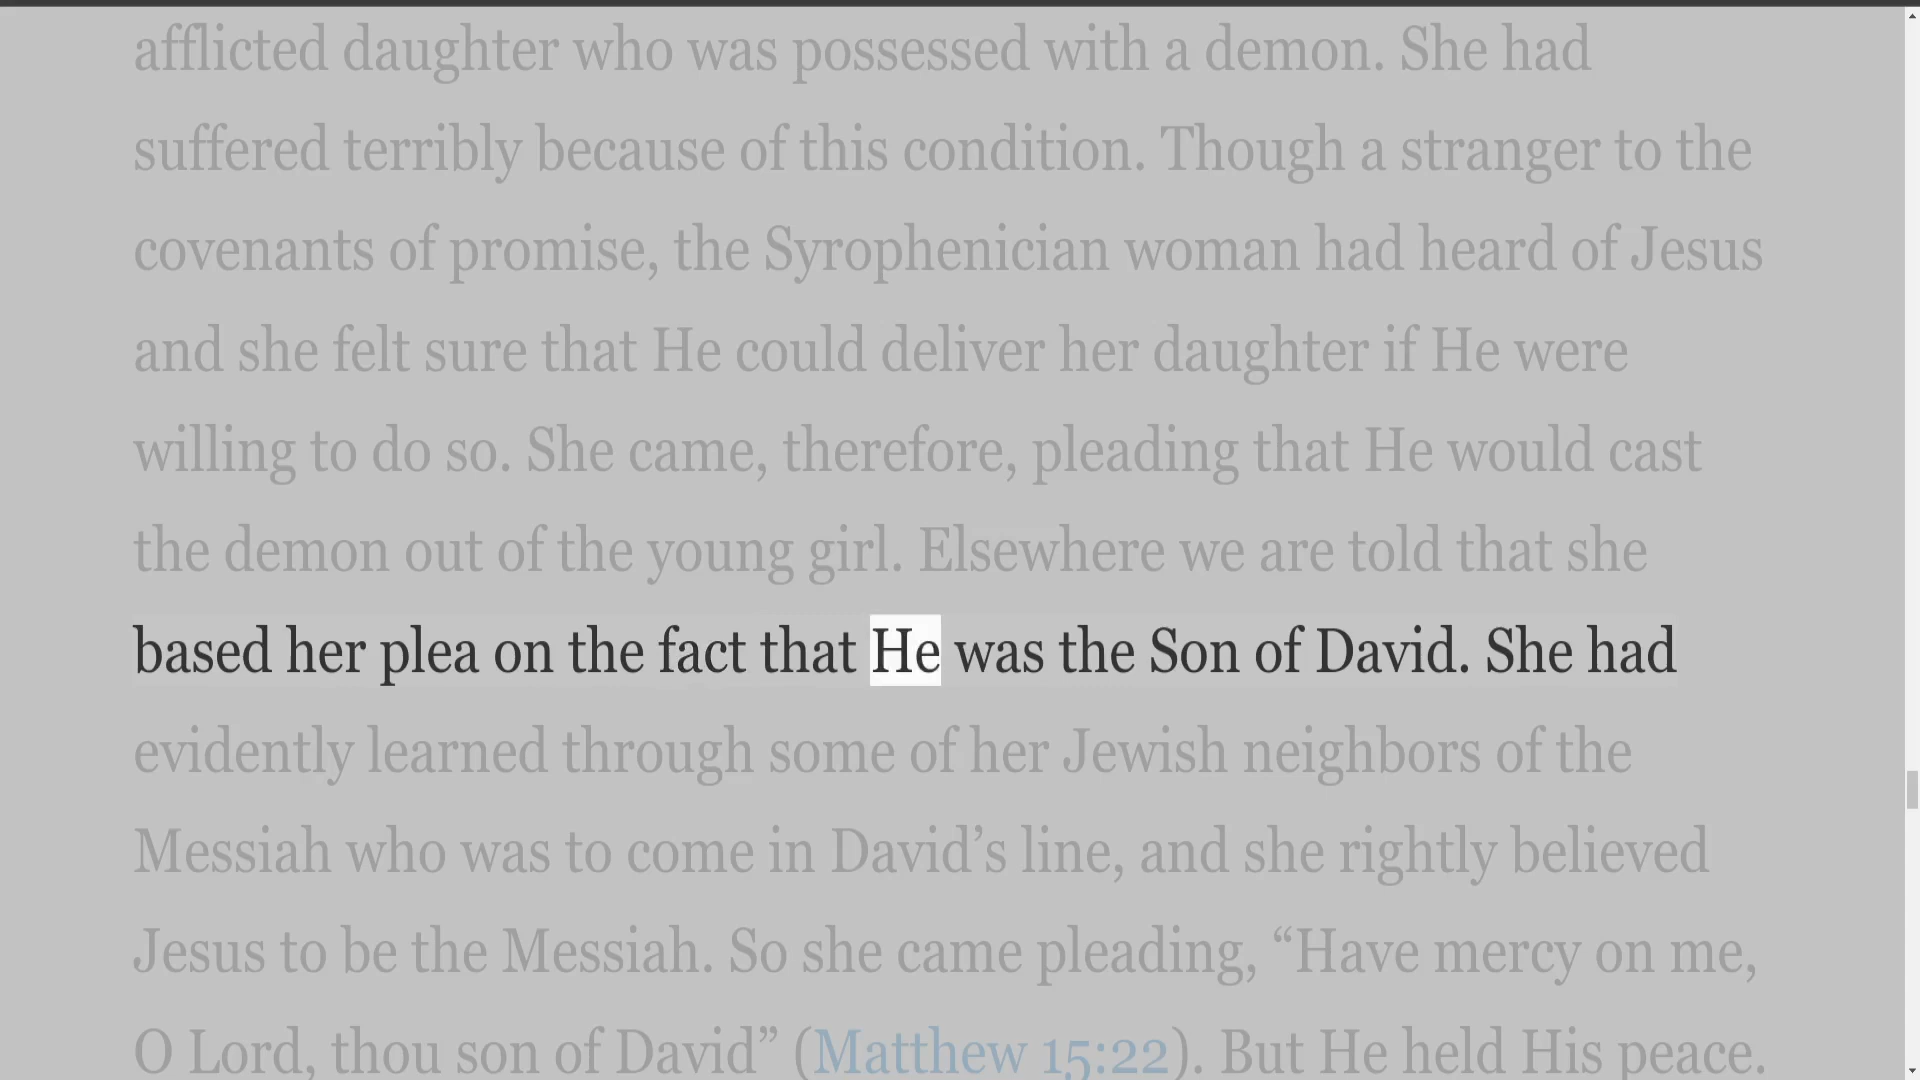 afflicted daughter who was possessed with a demon. She had
suffered terribly because of this condition. Though a stranger to the
covenants of promise, the Syrophenician woman had heard of Jesus
and she felt sure that He could deliver her daughter if He were
willing to do so. She came, therefore, pleading that He would cast
the demon out of the young girl. Elsewhere we are told that she
based her plea on the fact that He was the Son of David. She had
evidently learned through some of her Jewish neighbors of the
Messiah who was to come in David’s line, and she rightly believed
Jesus to be the Messiah. So she came pleading, “Have mercy on me,
O Lord, thou son of David” (Matthew 15:22). But He held His peace.